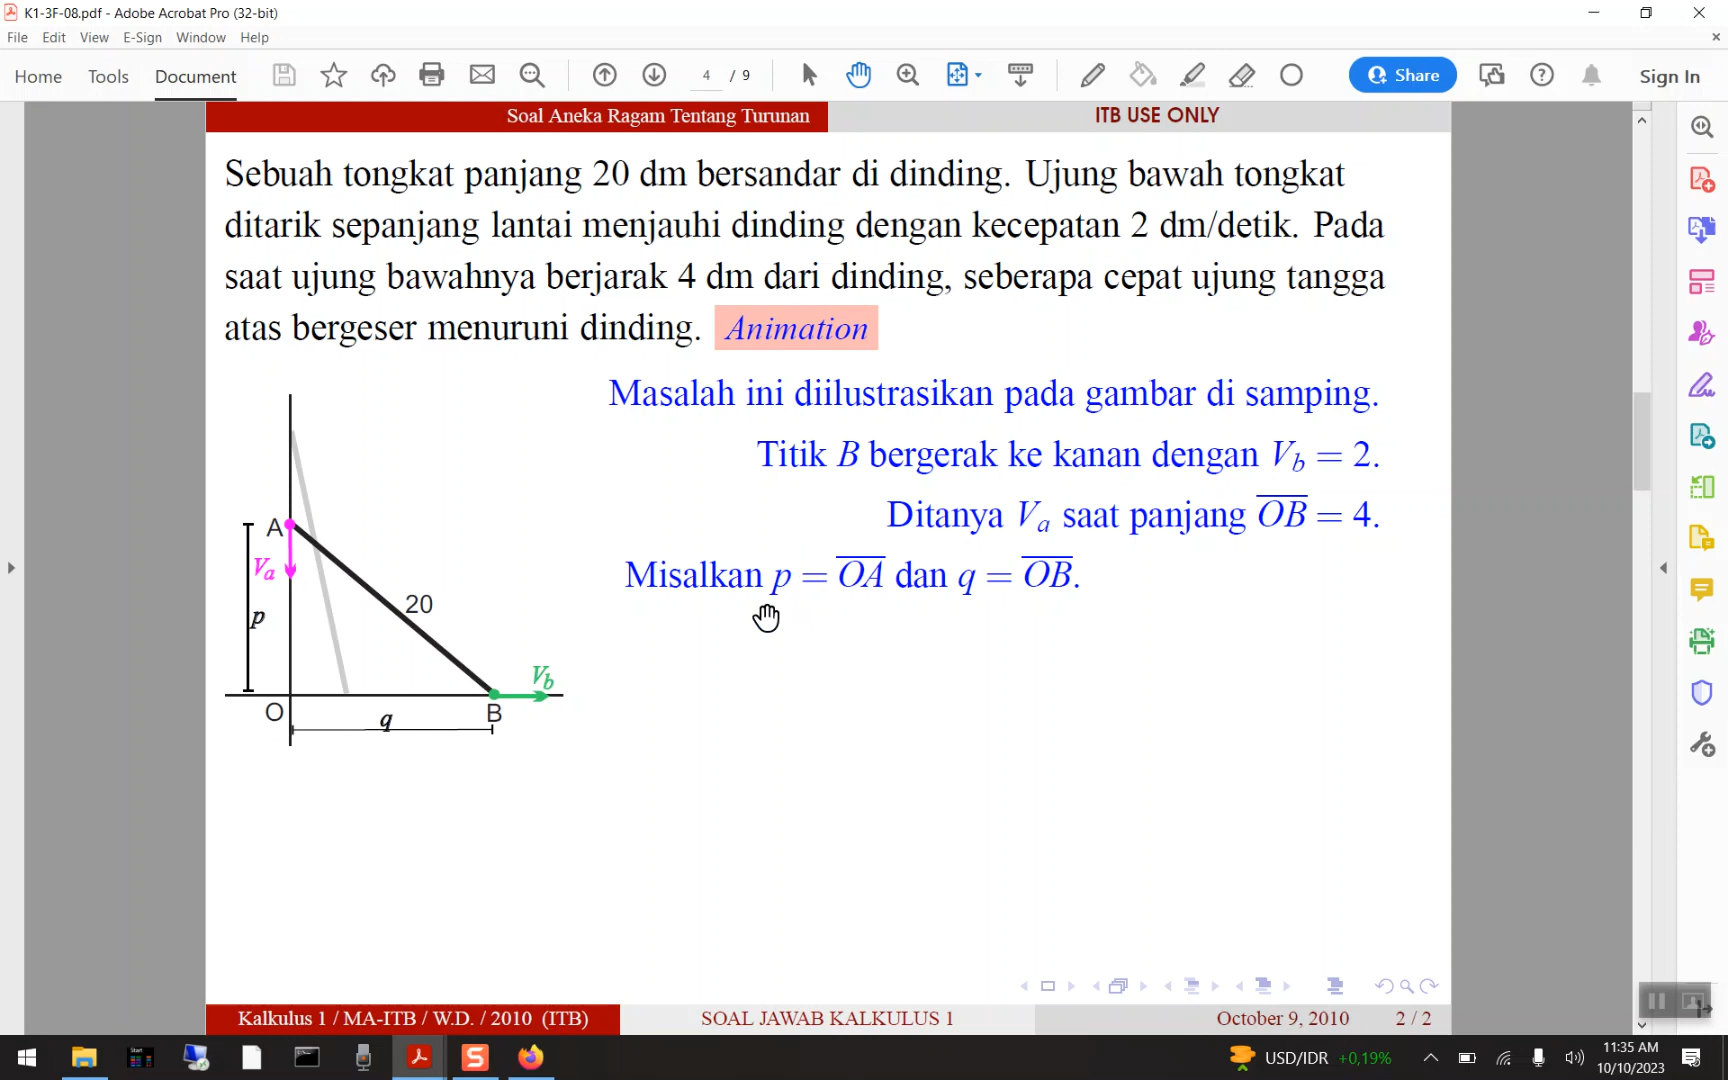 K1-3F-08.pdf - Adobe Acrobat Pro (32-bit)
File Edit View E-Sign Window Help
Home Tools Document 4 / 9 Share Sign In
Soal Aneka Ragam Tentang Turunan ITB USE ONLY
Sebuah tongkat panjang 20 dm bersandar di dinding. Ujung bawah tongkat
ditarik sepanjang lantai menjauhi dinding dengan kecepatan 2 dm/detik. Pada
saat ujung bawahnya berjarak 4 dm dari dinding, seberapa cepat ujung tangga
atas bergeser menuruni dinding. Animation
Masalah ini diilustrasikan pada gambar di samping.
Titik B bergerak ke kanan dengan V_b = 2.
Ditanya V_a saat panjang \overline{OB} = 4.
Misalkan p = \overline{OA} dan q = \overline{OB}.
A
V_a
20
p
V_b
O q B
Kalkulus 1 / MA-ITB / W.D. / 2010 (ITB) SOAL JAWAB KALKULUS 1 October 9, 2010 2 / 2
USD/IDR +0,19% 11:35 AM
10/10/2023